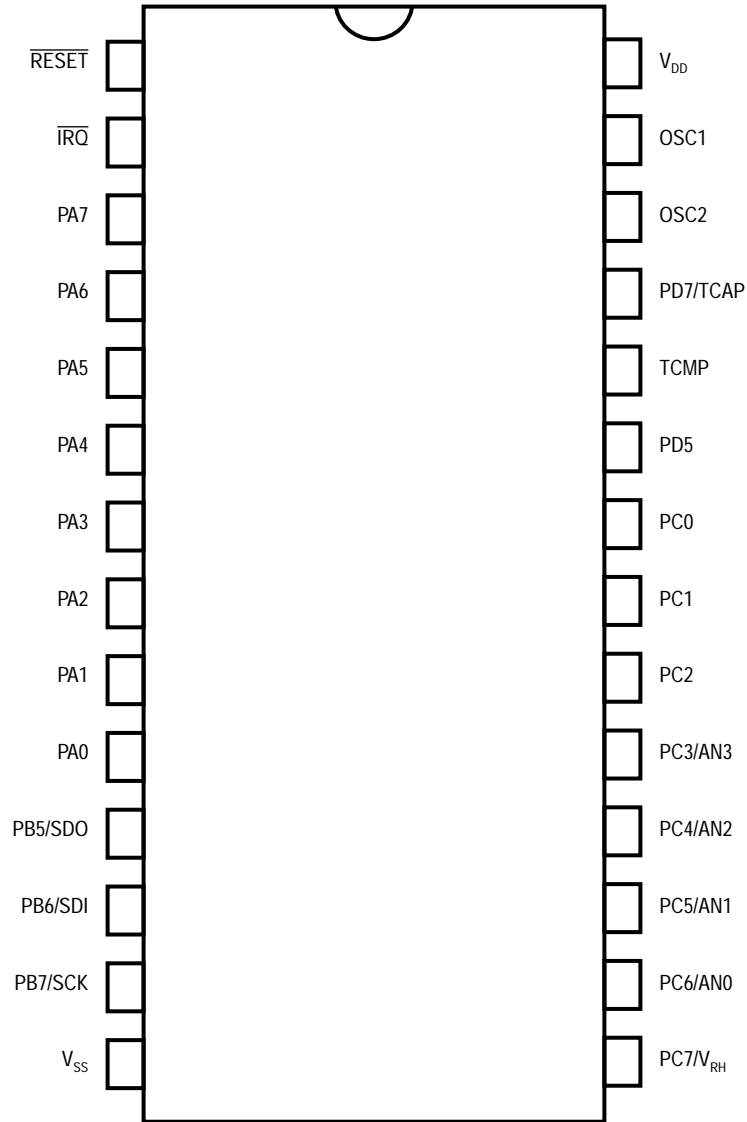 RESET
IRQ
PA7
PA6
PA5
PA4
PA3
PA2
PA1
PA0
PB5/SDO
PB6/SDI
PB7/SCK
VSS
VDD
OSC1
OSC2
PD7/TCAP
TCMP
PD5
PC0
PC1
PC2
PC3/AN3
PC4/AN2
PC5/AN1
PC6/AN0
PC7/VRH